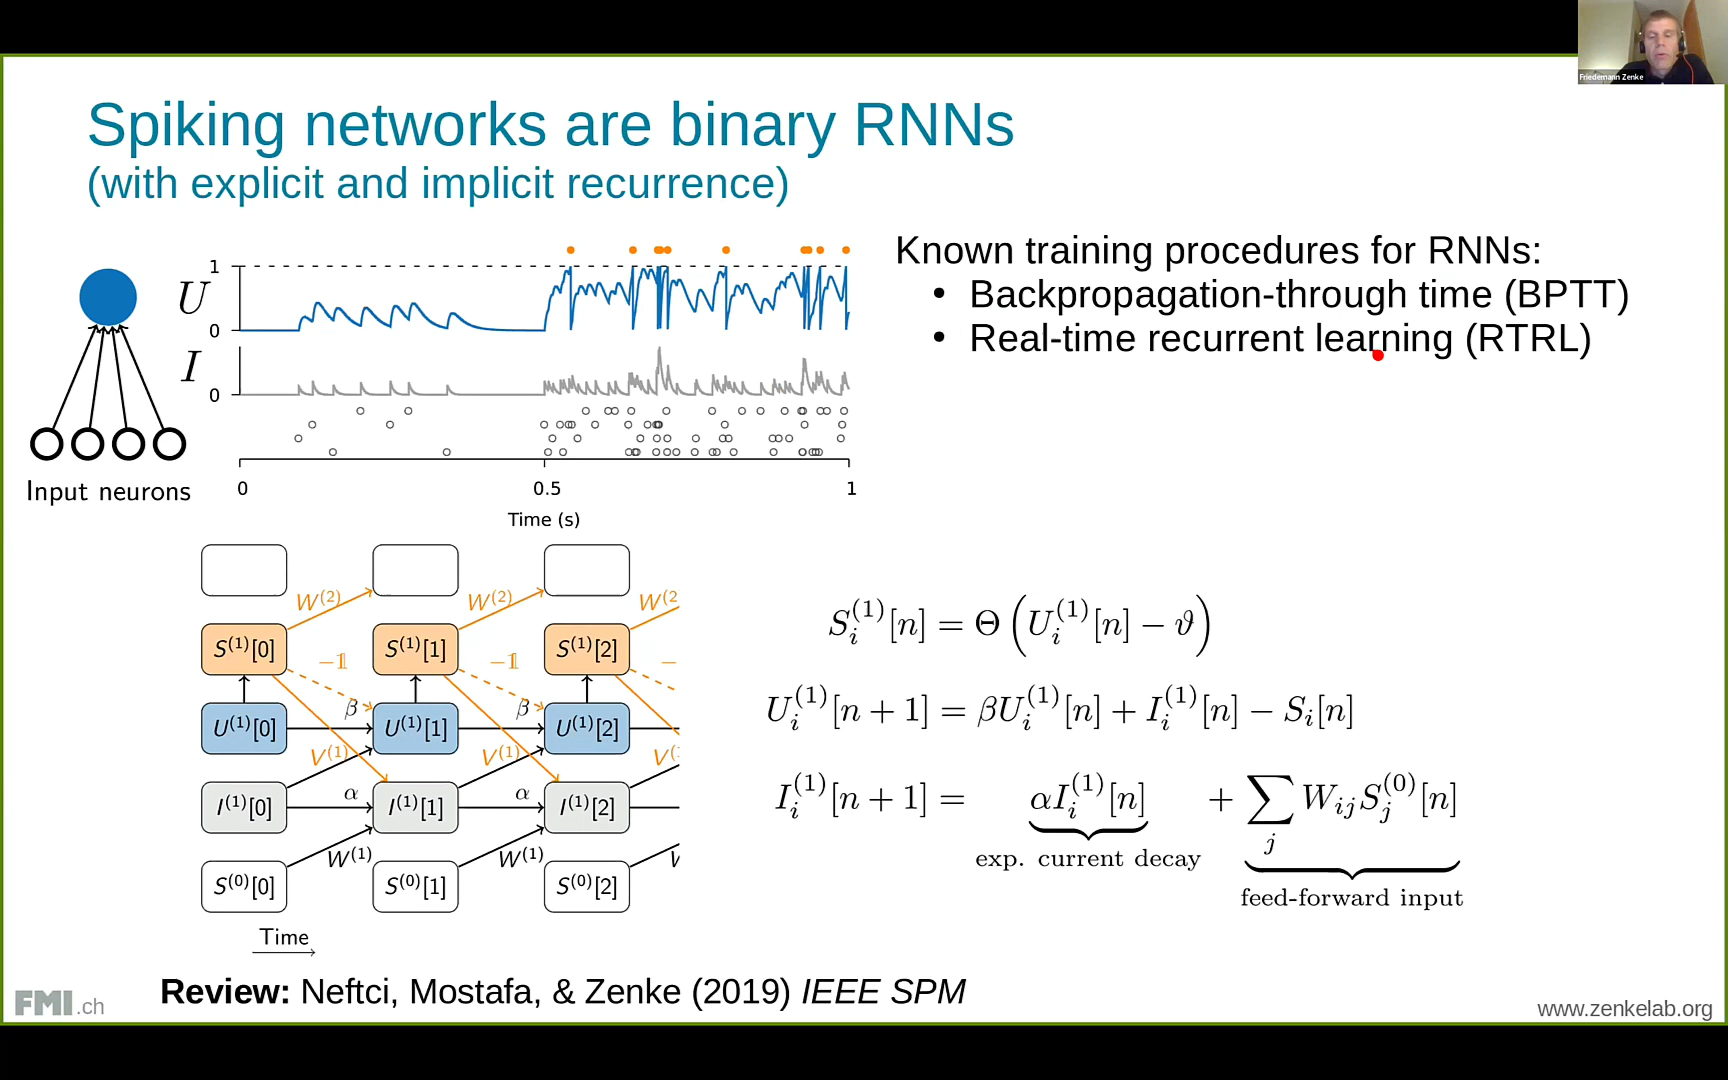 Friedemann Zenke
Spiking networks are binary RNNs
(with explicit and implicit recurrence)
Known training procedures for RNNs:
• Backpropagation-through time (BPTT)
• Real-time recurrent learning (RTRL)
U
1
0
I
0
Input neurons
0 0.5 1
Time (s)
W^(2) W^(2) W^(2
S^(1)[0] S^(1)[1] S^(1)[2]
−𝟙 −𝟙 −
β β
U^(1)[0] U^(1)[1] U^(1)[2]
V^(1) V^(1) V^(
α α
I^(1)[0] I^(1)[1] I^(1)[2]
W^(1) W^(1)
S^(0)[0] S^(0)[1] S^(0)[2]
Time
S_i^(1)[n] = Θ (U_i^(1)[n] − ϑ)
U_i^(1)[n + 1] = βU_i^(1)[n] + I_i^(1)[n] − S_i[n]
I_i^(1)[n + 1] = αI_i^(1)[n] + ∑_j W_ij S_j^(0)[n]
exp. current decay
feed-forward input
Review: Neftci, Mostafa, & Zenke (2019) IEEE SPM
FMI.ch
www.zenkelab.org